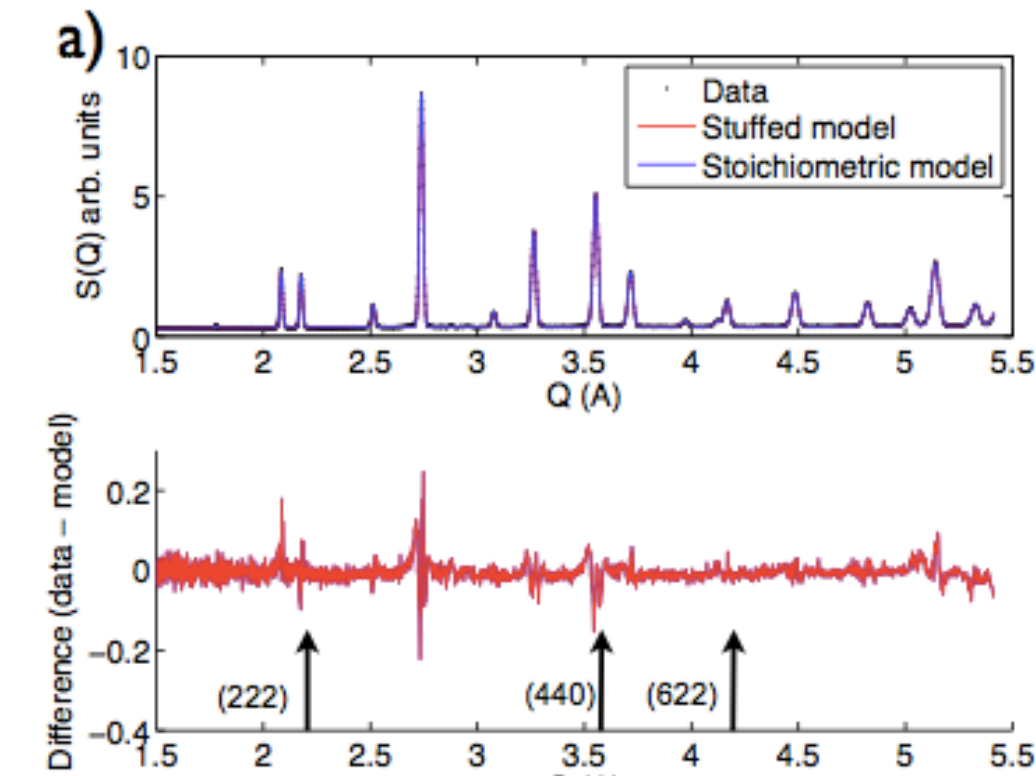 a)
10
5
0
S(Q) arb. units
Data
Stuffed model
Stoichiometric model
1.5 2 2.5 3 3.5 4 4.5 5 5.5
Q (A)
Difference (data − model)
0.2
0
−0.2
−0.4
(222) (440) (622)
1.5 2 2.5 3 3.5 4 4.5 5 5.5